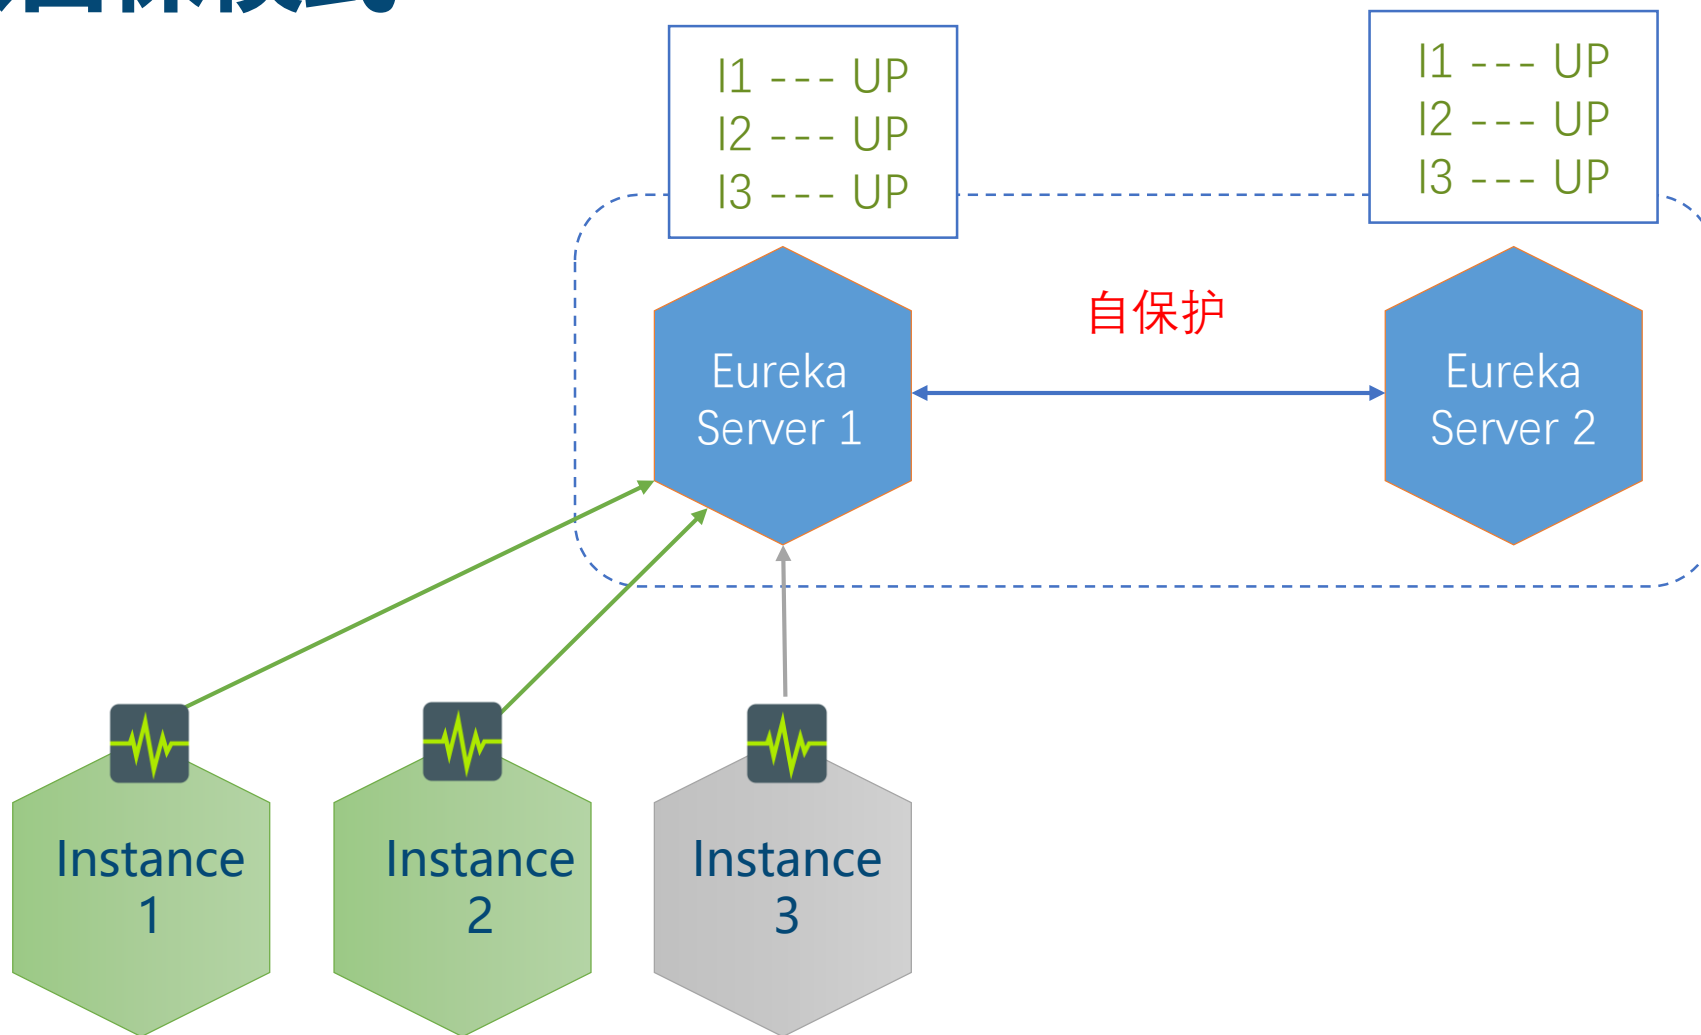 I1 --- UP
I2 --- UP
I3 --- UP
I1 --- UP
I2 --- UP
I3 --- UP
自保护
Eureka
Server 1
Eureka
Server 2
Instance
1
Instance
2
Instance
3